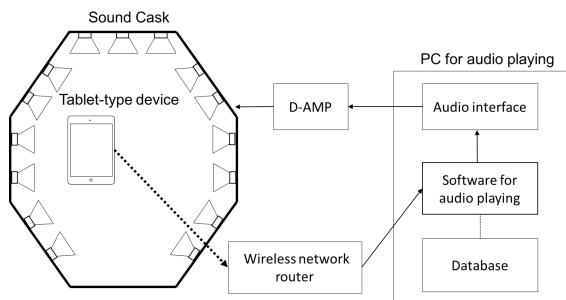 Sound Cask
PC for audio playing
Tablet-type device
D-AMP
Audio interface
Software for
audio playing
Wireless network
router
Database